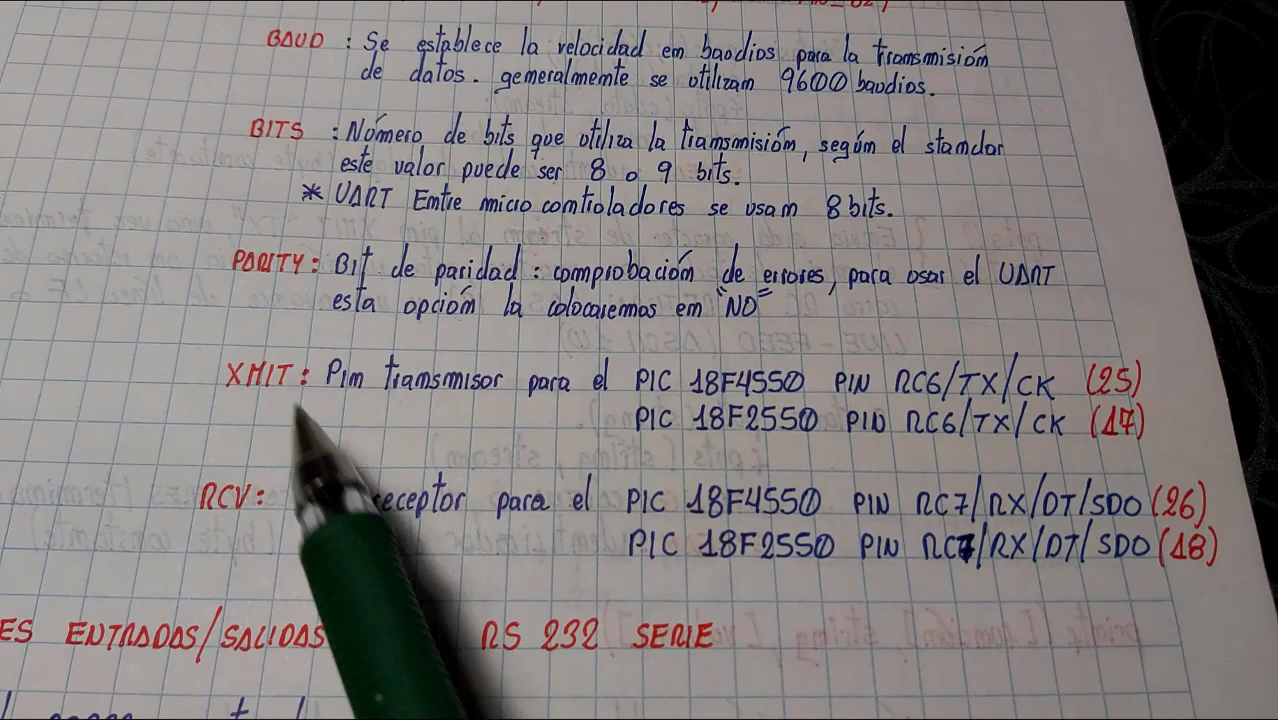 BAUD : Se establece la velocidad em baudios para la transmisión
de datos. generalmente se utilizan 9600 baudios.
BITS : Número de bits que utiliza la transmisión, según el standar
este valor puede ser 8 o 9 bits.
* UART Entre micro controladores se usan 8 bits.
PARITY : Bit de paridad : comprobación de errores, para usar el UART
esta opción la colocaremos em "NO"
XMIT : Pin transmisor para el PIC 18F4550 PIN RC6/TX/CK (25)
PIC 18F2550 PIN RC6/TX/CK (17)
RCV: eceptor para el PIC 18F4550 PIN RC7/RX/DT/SDO (26)
PIC 18F2550 PIN RC7/RX/DT/SDO (18)
ES ENTRADAS/SALIDAS RS 232 SERIE